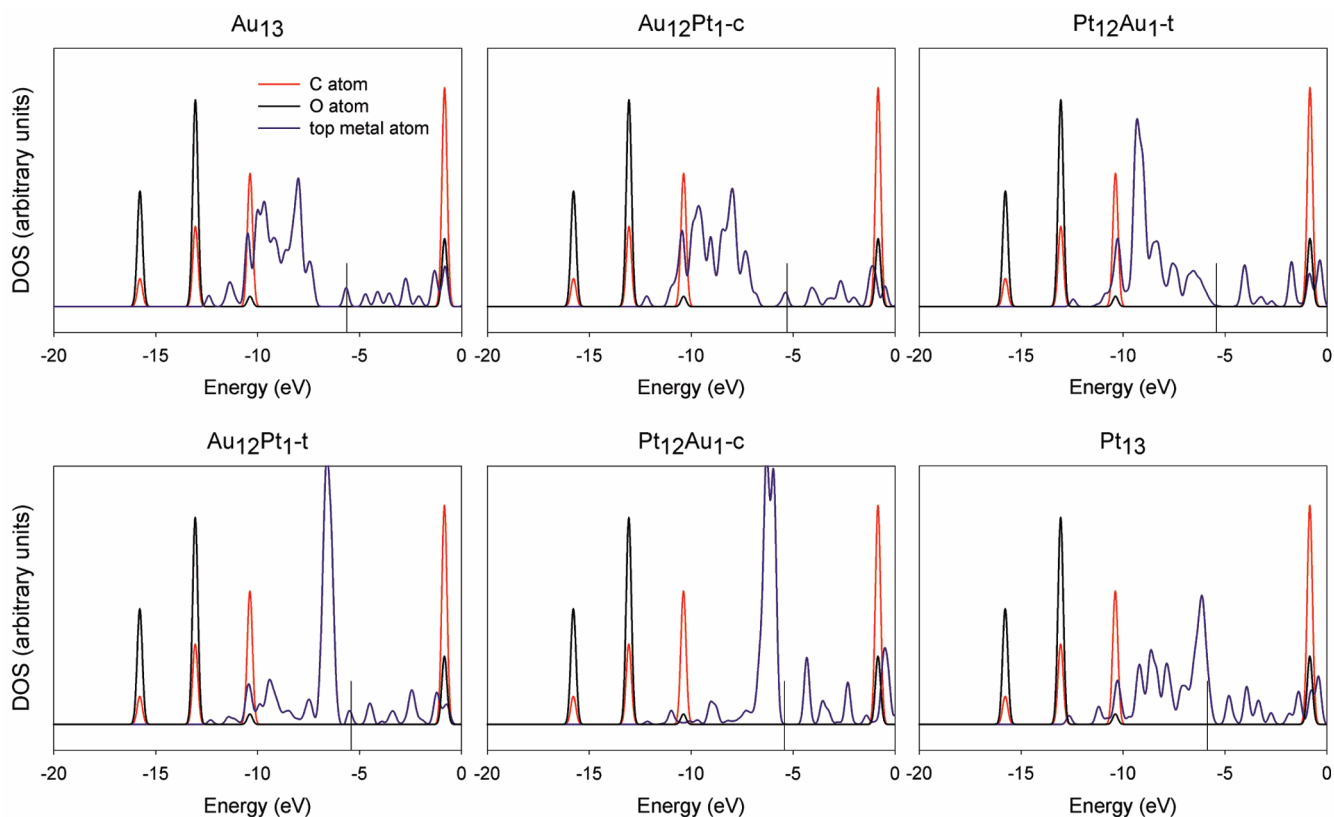 Au13
Au12Pt1-c
Pt12Au1-t
DOS (arbitrary units)
C atom
O atom
top metal atom
-20 -15 -10 -5 0
-20 -15 -10 -5 0
-20 -15 -10 -5 0
Energy (eV)
Energy (eV)
Energy (eV)
Au12Pt1-t
Pt12Au1-c
Pt13
DOS (arbitrary units)
-20 -15 -10 -5 0
-20 -15 -10 -5 0
-20 -15 -10 -5 0
Energy (eV)
Energy (eV)
Energy (eV)